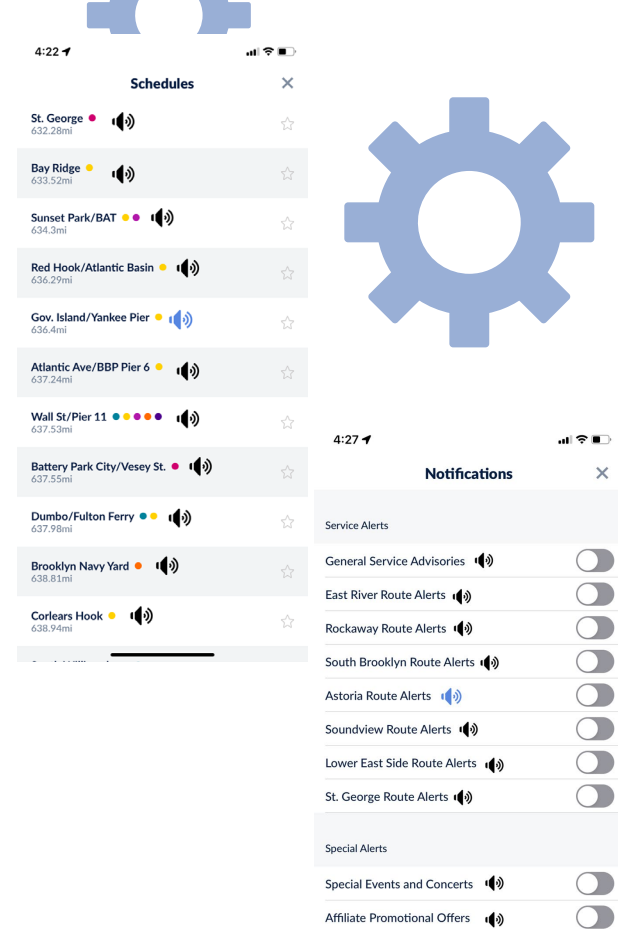 4:22
Schedules
St. George
632.28mi
Bay Ridge
633.52mi
Sunset Park/BAT
634.3mi
Red Hook/Atlantic Basin
636.29mi
Gov. Island/Yankee Pier
636.4mi
Atlantic Ave/BBP Pier 6
637.24mi
Wall St/Pier 11
637.53mi
Battery Park City/Vesey St.
637.55mi
Dumbo/Fulton Ferry
637.98mi
Brooklyn Navy Yard
638.81mi
Corlears Hook
638.94mi
4:27
Notifications
Service Alerts
General Service Advisories
East River Route Alerts
Rockaway Route Alerts
South Brooklyn Route Alerts
Astoria Route Alerts
Soundview Route Alerts
Lower East Side Route Alerts
St. George Route Alerts
Special Alerts
Special Events and Concerts
Affiliate Promotional Offers